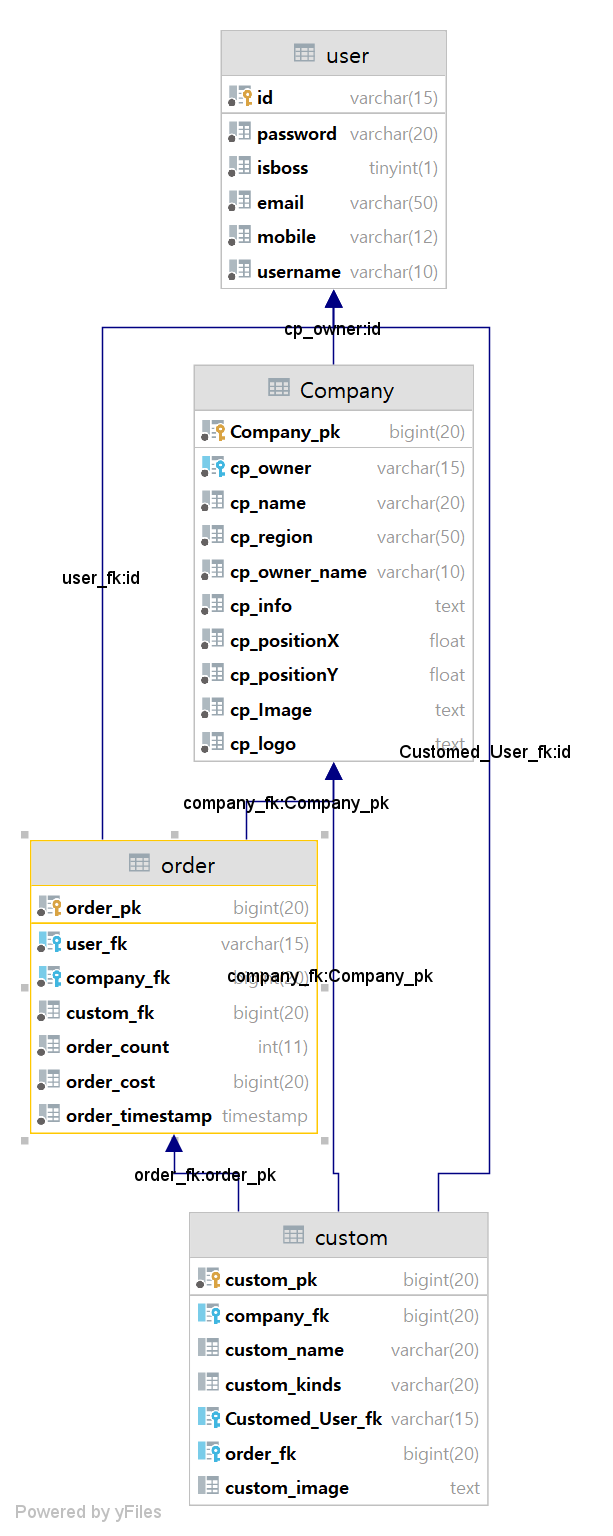 user
id varchar(15)
password varchar(20)
isboss tinyint(1)
email varchar(50)
mobile varchar(12)
username varchar(10)
cp_owner:id
Company
Company_pk bigint(20)
cp_owner varchar(15)
cp_name varchar(20)
cp_region varchar(50)
cp_owner_name varchar(10)
user_fk:id
cp_info text
cp_positionX float
cp_positionY float
cp_Image text
cp_logo text
Customed_User_fk:id
company_fk:Company_pk
order
order_pk bigint(20)
user_fk varchar(15)
company_fk bigint(20)
company_fk:Company_pk
custom_fk bigint(20)
order_count int(11)
order_cost bigint(20)
order_timestamp timestamp
order_fk:order_pk
custom
custom_pk bigint(20)
company_fk bigint(20)
custom_name varchar(20)
custom_kinds varchar(20)
Customed_User_fk varchar(15)
order_fk bigint(20)
custom_image text
Powered by yFiles